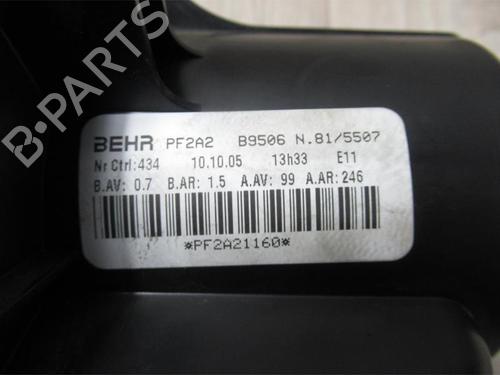 B-PARTS
BEHR PF2A2 B9506 N.81/5507
Nr Ctrl:434 10.10.05 13h33 E11
B.AV: 0.7 B.AR: 1.5 A.AV: 99 A.AR: 246
*PF2A21160*